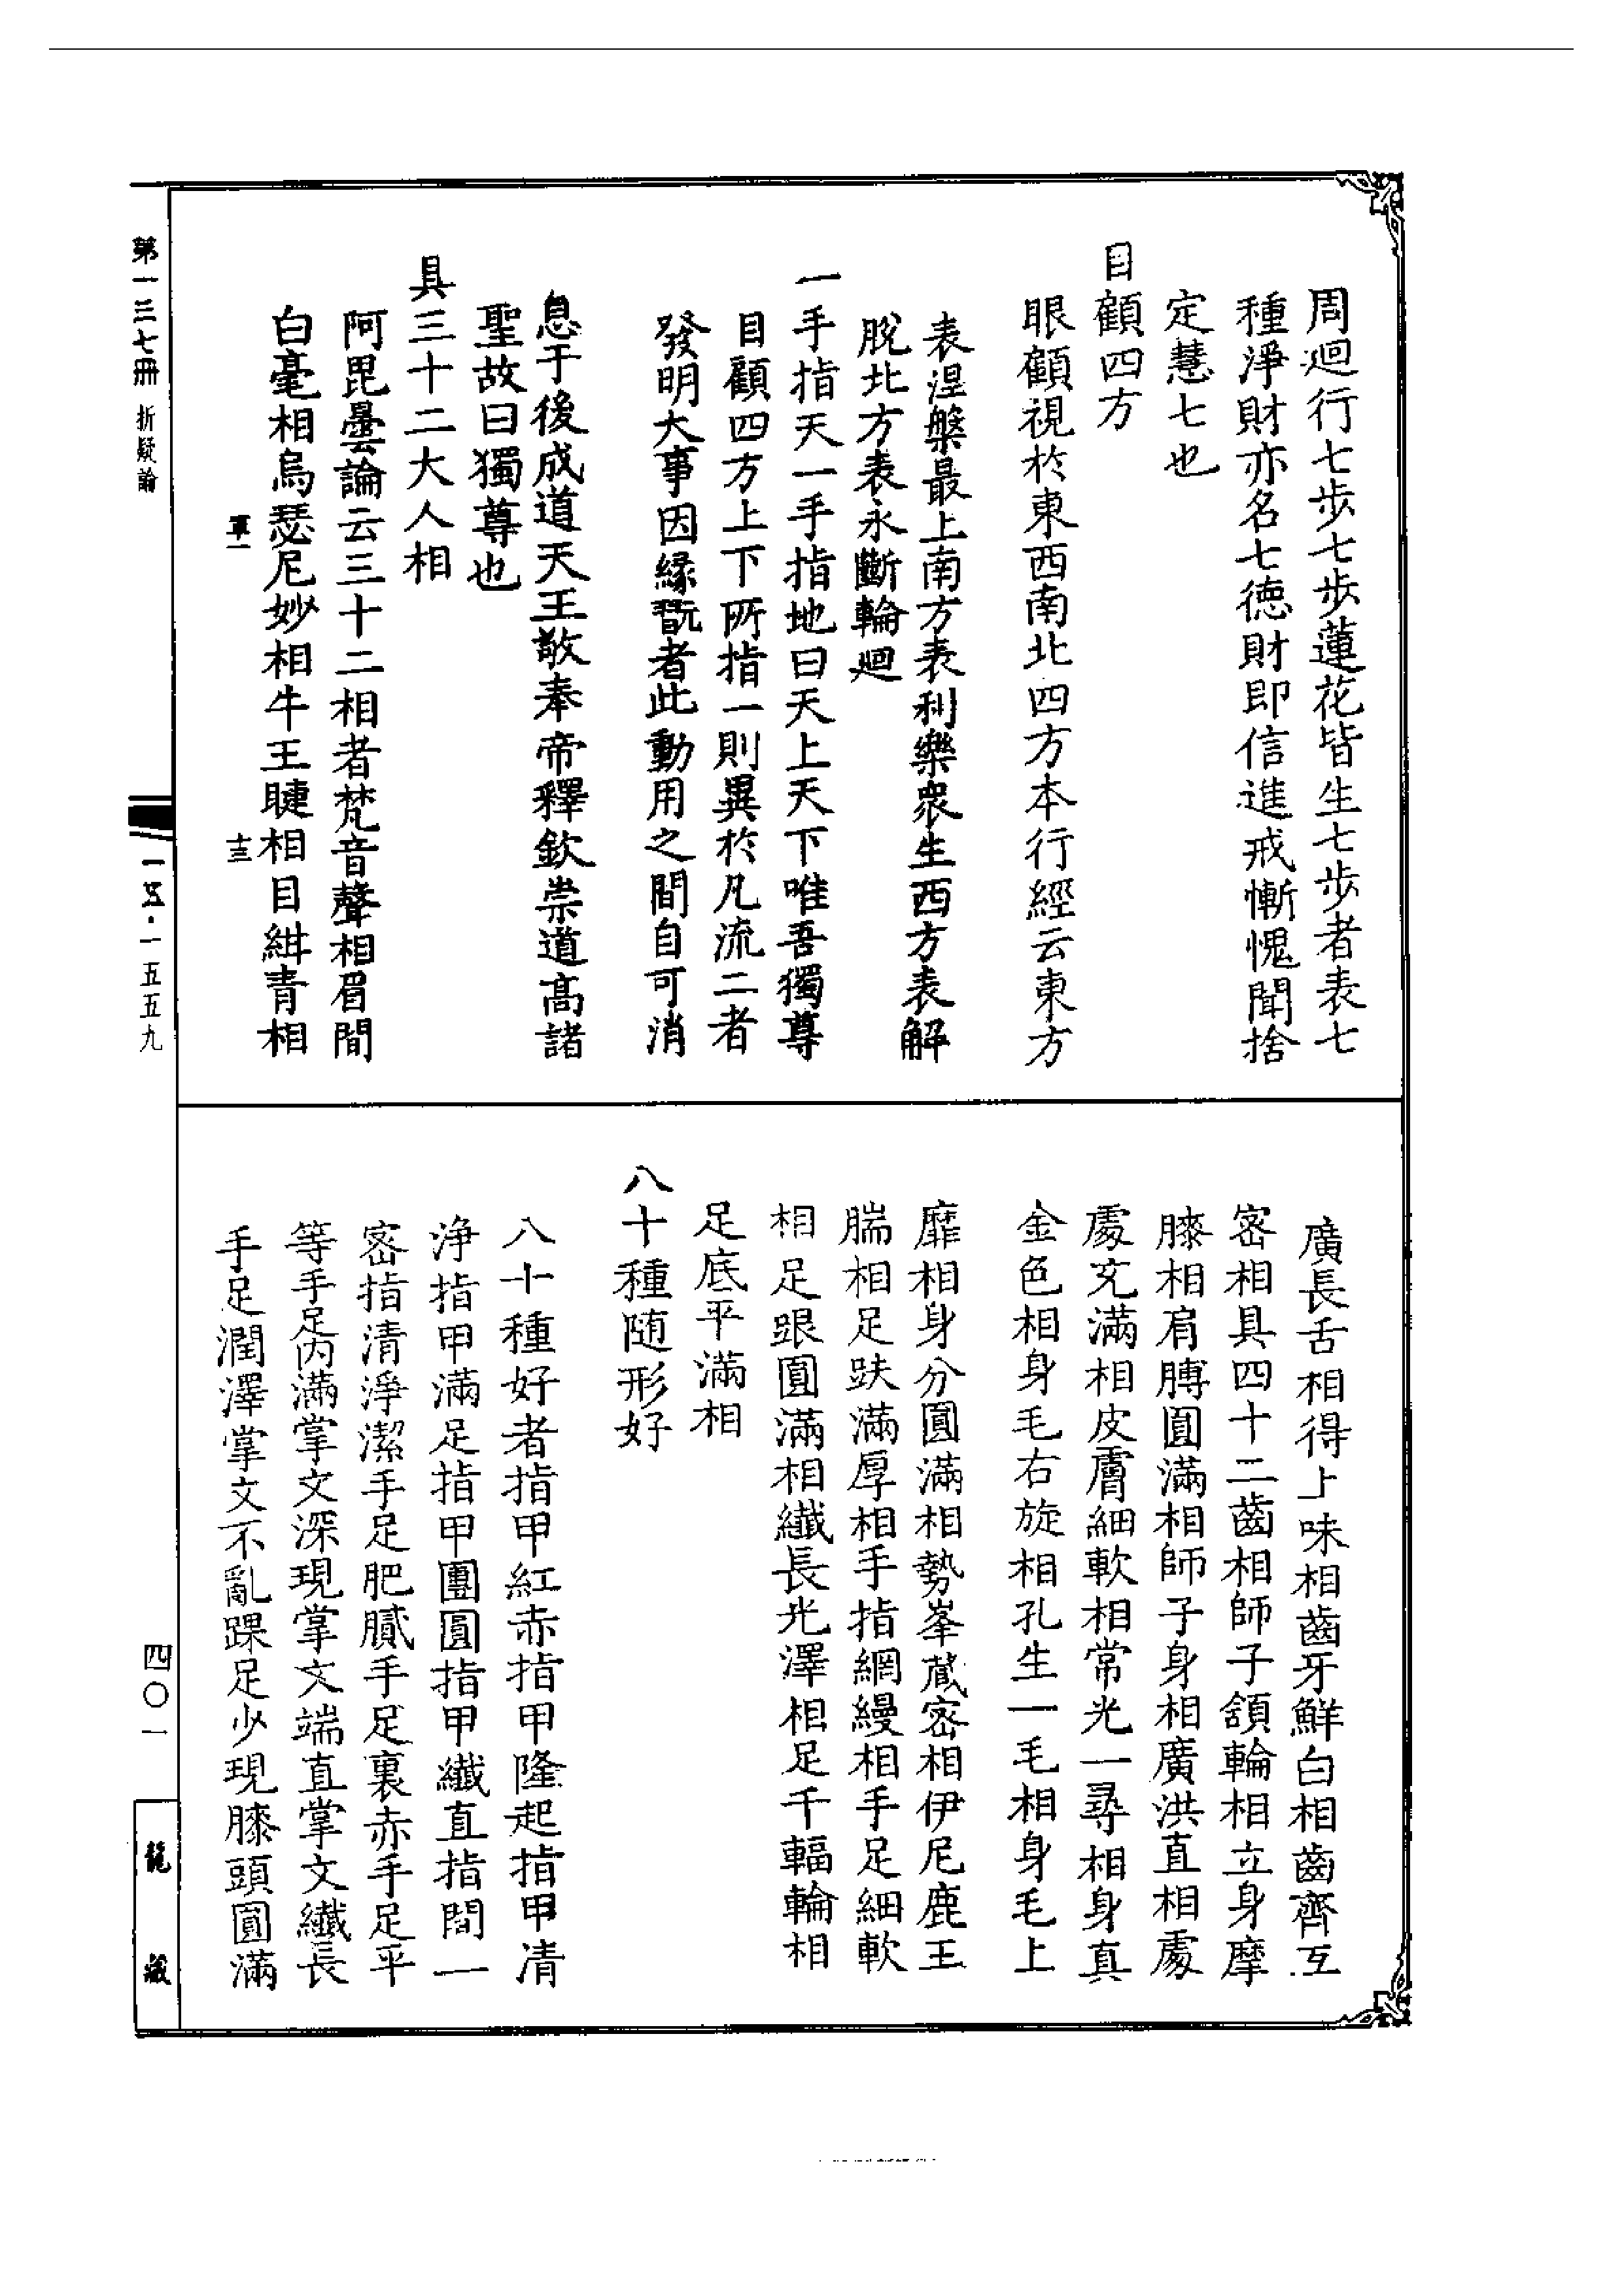 周迴行七步七步蓮花皆生七步者表七
種淨財亦名七德財即信進戒慚愧聞捨
定慧七也
目顧四方
眼顧視於東西南北四方本行經云東方
表涅槃最上南方表利樂衆生西方表解
脫北方表永斷輪迴
一手指天一手指地曰天上天下唯吾獨尊
目顧四方上下所指一則異於凡流二者
發明大事因緣翫者此動用之間自可消
息于後成道天王敬奉帝釋欽崇道高諸
聖故曰獨尊也
具三十二大人相
阿毘曇論云三十二相者梵音聲相眉間
白毫相烏瑟尼妙相牛王睫相目紺青相
軍一
十三
廣長舌相得上味相齒牙鮮白相齒齊互
密相具四十二齒相師子頷輪相立身摩
膝相肩膊圓滿相師子身相廣洪直相處
處充滿相皮膚細軟相常光一尋相身真
金色相身毛右旋相孔生一毛相身毛上
靡相身分圓滿相勢峯藏密相伊尼鹿王
腨相足趺滿厚相手指網縵相手足細軟
相足跟圓滿相纖長光澤相足千輻輪相
足底平滿相
八十種随形好
八十種好者指甲紅赤指甲隆起指甲清
淨指甲滿足指甲團圓指甲纖直指間一
密指清淨潔手足肥膩手足裏赤手足平
等手足內滿掌文深現掌文端直掌文纖長
手足潤澤掌文不亂踝足少現膝頭圓滿
第一三七冊 折疑論
一五·一五五九
四〇一
龍藏